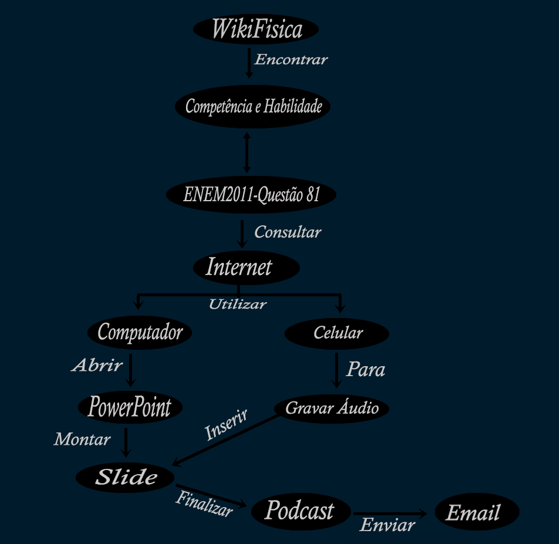 WikiFisica
Encontrar
Competência e Habilidade
ENEM2011-Questão 81
Consultar
Internet
Utilizar
Computador
Celular
Abrir
Para
PowerPoint
Gravar Áudio
Montar
Inserir
Slide
Finalizar
Podcast
Enviar
Email